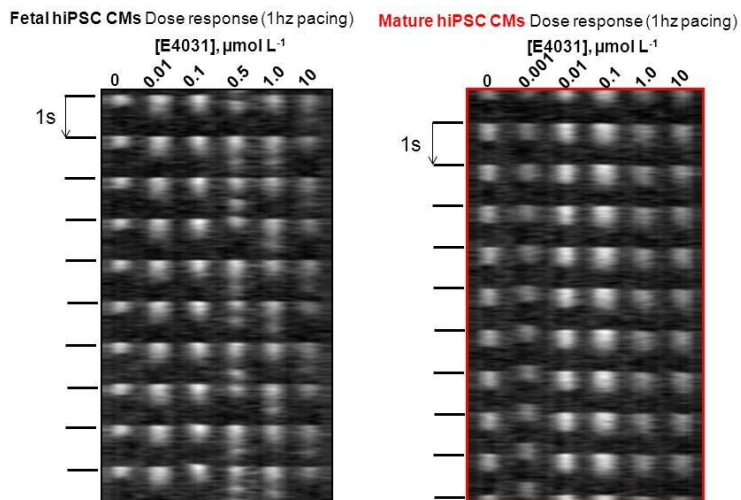 Fetal hiPSC CMs Dose response (1hz pacing)
[E4031], µmol L⁻¹
0 0.01 0.1 0.5 1.0 10
1s
Mature hiPSC CMs Dose response (1hz pacing)
[E4031], µmol L⁻¹
0 0.001 0.01 0.1 1.0 10
1s